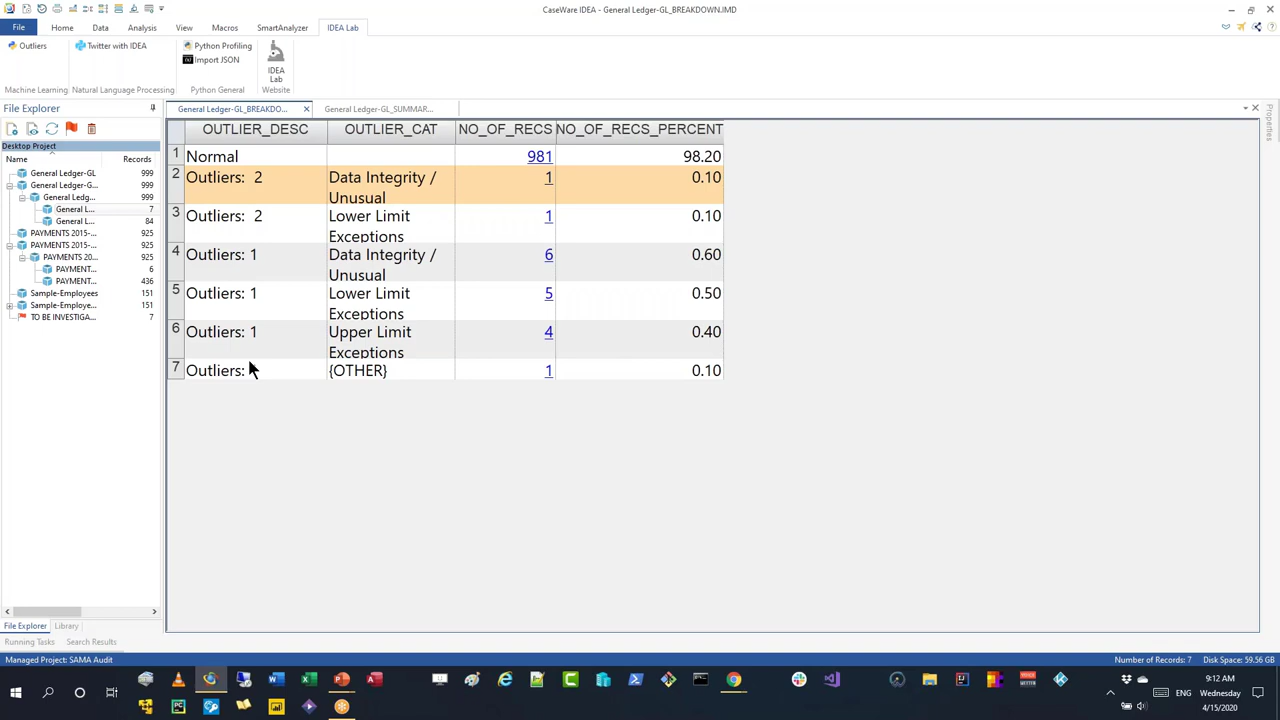 CaseWare IDEA - General Ledger-GL_BREAKDOWN.IMD
File Home Data Analysis View Macros SmartAnalyzer IDEA Lab
Outliers Twitter with IDEA Python Profiling
Import JSON
IDEA
Lab
Machine Learning Natural Language Processing Python General Website
File Explorer
General Ledger-GL_BREAKDO... General Ledger-GL_SUMMAR...
Properties
Desktop Project
Name Records
General Ledger-GL 999
General Ledger-G... 999
General Ledg... 999
General L... 7
General L... 84
PAYMENTS 2015-... 925
PAYMENTS 2015-... 925
PAYMENTS 20... 925
PAYMENT... 6
PAYMENT... 436
Sample-Employees 151
Sample-Employe... 151
TO BE INVESTIGA... 7
OUTLIER_DESC OUTLIER_CAT NO_OF_RECS NO_OF_RECS_PERCENT
1 Normal 981 98.20
2 Outliers: 2 Data Integrity / 1 0.10
Unusual
3 Outliers: 2 Lower Limit 1 0.10
Exceptions
4 Outliers: 1 Data Integrity / 6 0.60
Unusual
5 Outliers: 1 Lower Limit 5 0.50
Exceptions
6 Outliers: 1 Upper Limit 4 0.40
Exceptions
7 Outliers: {OTHER} 1 0.10
File Explorer Library
Running Tasks Search Results
Managed Project: SAMA Audit Number of Records: 7 Disk Space: 59.56 GB
ENG
9:12 AM
Wednesday
4/15/2020